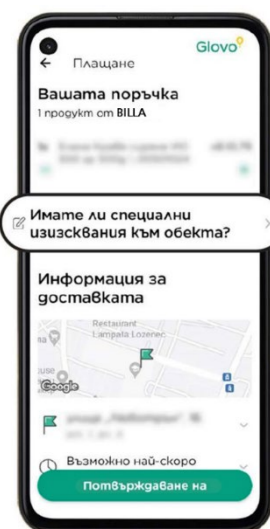 Glovo
Плащане
Вашата поръчка
1 продукт от BILLA
Имате ли специални
изизсквания към обекта?
Информация за
доставката
Restaurant
Lampata Lozenec
Google
Възможно най-скоро
Потвърждаване на